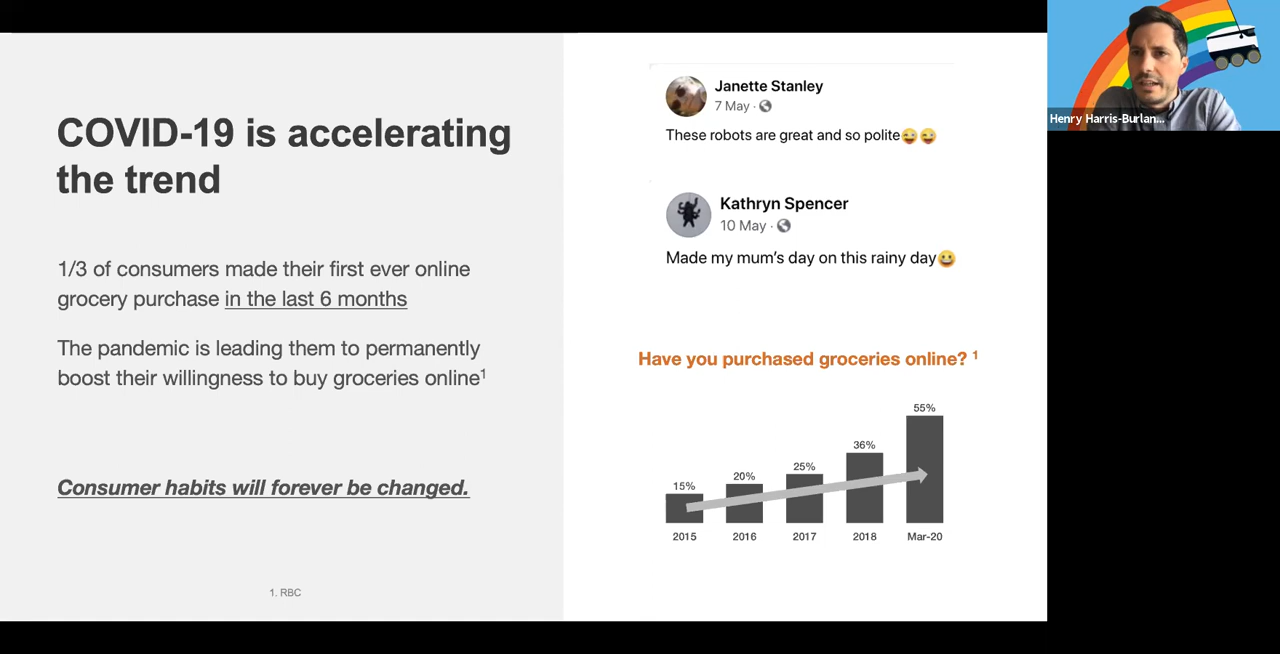 COVID-19 is accelerating
the trend
1/3 of consumers made their first ever online
grocery purchase in the last 6 months
The pandemic is leading them to permanently
boost their willingness to buy groceries online¹
Consumer habits will forever be changed.
1. RBC
Janette Stanley
7 May ·
These robots are great and so polite😜😜
Kathryn Spencer
10 May ·
Made my mum's day on this rainy day😀
Have you purchased groceries online? ¹
55%
36%
25%
20%
15%
2015 2016 2017 2018 Mar-20
Henry Harris-Burlan...